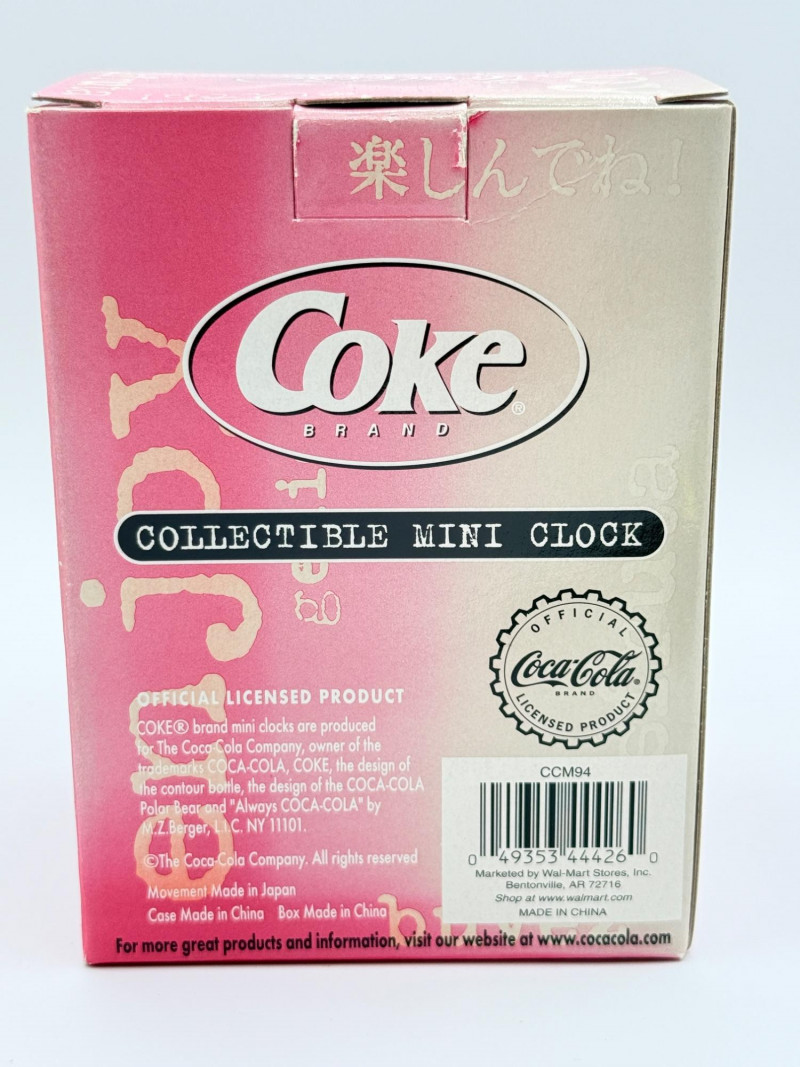 楽しんでね!
Coke®
BRAND
enjoy
COLLECTIBLE MINI CLOCK
OFFICIAL
Coca-Cola®
BRAND
LICENSED PRODUCT
OFFICIAL LICENSED PRODUCT
COKE® brand mini clocks are produced
for The Coca-Cola Company, owner of the
trademarks COCA-COLA, COKE, the design of
the contour bottle, the design of the COCA-COLA
Polar Bear and "Always COCA-COLA" by
M.Z.Berger, L.I.C. NY 11101.
©The Coca-Cola Company. All rights reserved
Movement Made in Japan
Case Made in China Box Made in China
CCM94
0 49353 44426 0
Marketed by Wal-Mart Stores, Inc.
Bentonville, AR 72716
Shop at www.walmart.com
MADE IN CHINA
For more great products and information, visit our website at www.cocacola.com